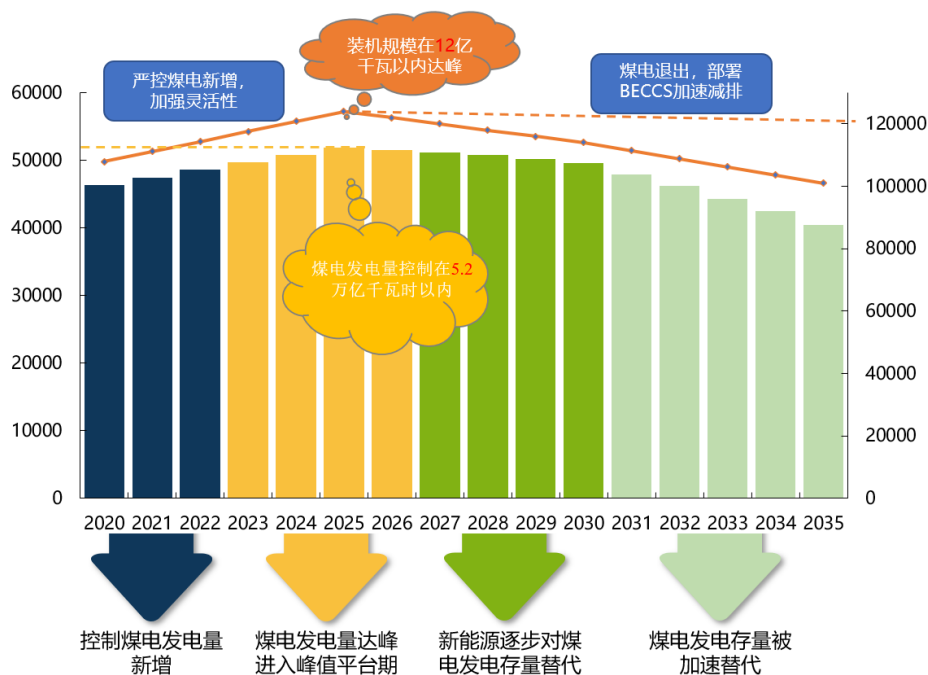 装机规模在12亿
千瓦以内达峰
严控煤电新增，
加强灵活性
煤电退出，部署
BECCS加速减排
60000
50000
40000
30000
20000
10000
0
120000
100000
80000
60000
40000
20000
0
煤电发电量控制在5.2
万亿千瓦时以内
2020 2021 2022 2023 2024 2025 2026 2027 2028 2029 2030 2031 2032 2033 2034 2035
控制煤电发电量
新增
煤电发电量达峰
进入峰值平台期
新能源逐步对煤
电发电存量替代
煤电发电存量被
加速替代